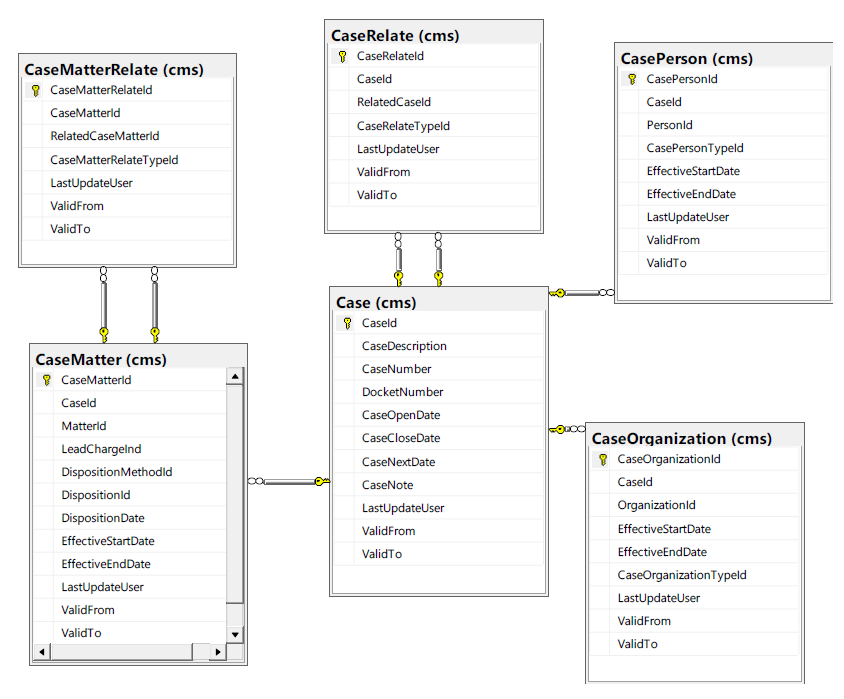 CaseMatterRelate (cms)
CaseMatterRelateId
CaseMatterId
RelatedCaseMatterId
CaseMatterRelateTypeId
LastUpdateUser
ValidFrom
ValidTo
CaseRelate (cms)
CaseRelateId
CaseId
RelatedCaseId
CaseRelateTypeId
LastUpdateUser
ValidFrom
ValidTo
CasePerson (cms)
CasePersonId
CaseId
PersonId
CasePersonTypeId
EffectiveStartDate
EffectiveEndDate
LastUpdateUser
ValidFrom
ValidTo
CaseMatter (cms)
CaseMatterId
CaseId
MatterId
LeadChargeInd
DispositionMethodId
DispositionId
DispositionDate
EffectiveStartDate
EffectiveEndDate
LastUpdateUser
ValidFrom
ValidTo
Case (cms)
CaseId
CaseDescription
CaseNumber
DocketNumber
CaseOpenDate
CaseCloseDate
CaseNextDate
CaseNote
LastUpdateUser
ValidFrom
ValidTo
CaseOrganization (cms)
CaseOrganizationId
CaseId
OrganizationId
EffectiveStartDate
EffectiveEndDate
CaseOrganizationTypeId
LastUpdateUser
ValidFrom
ValidTo